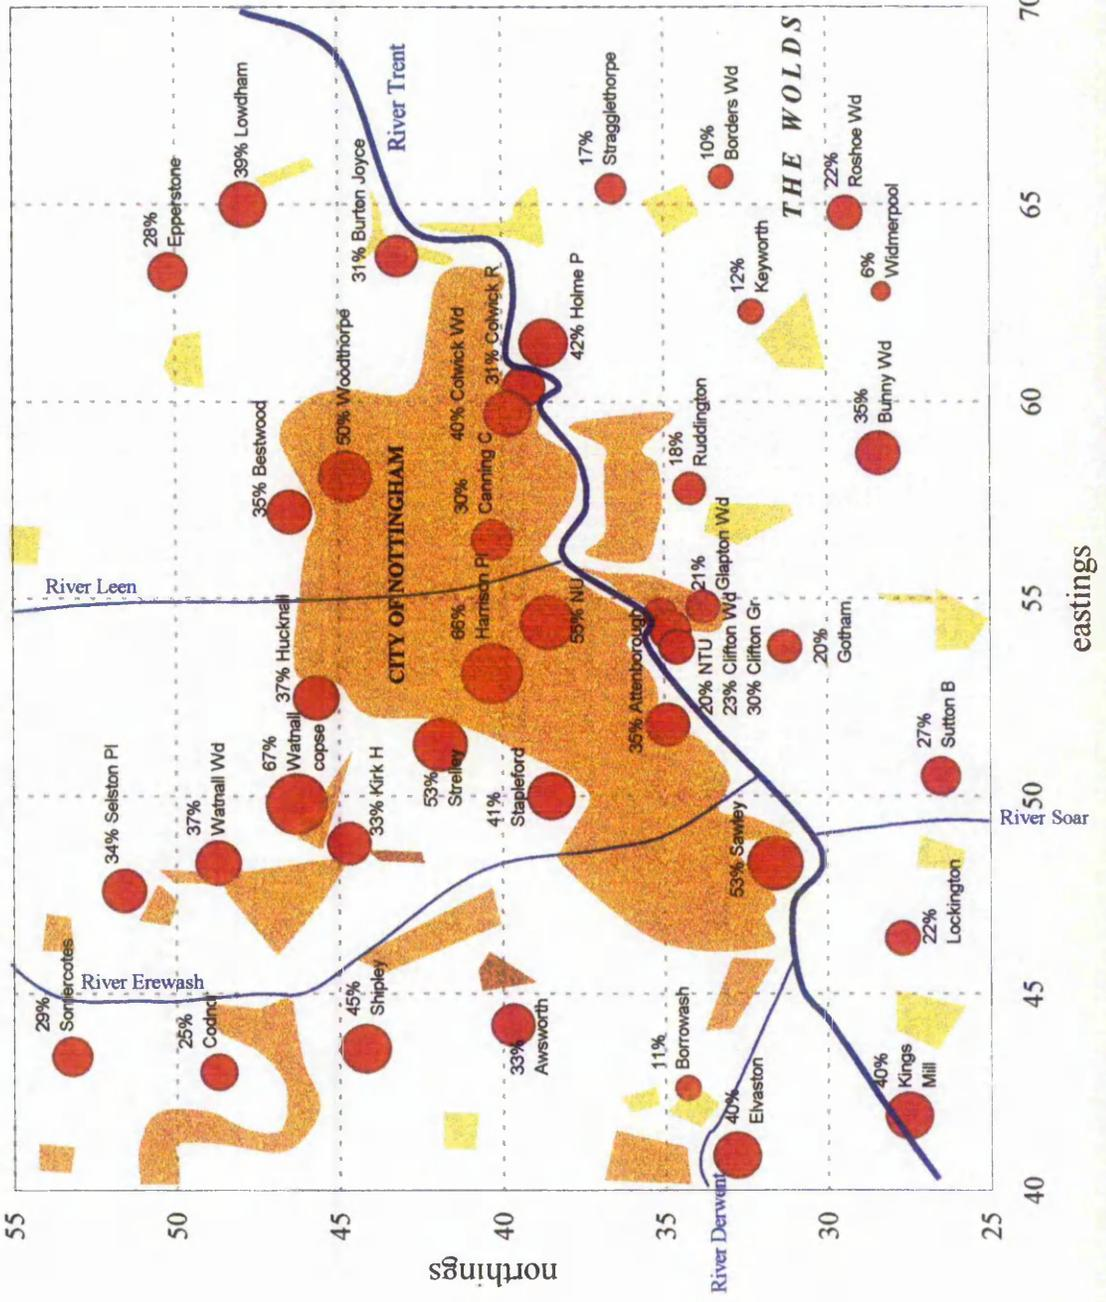 55
50
45
40
35
30
25
northings
40
45
50
55
60
65
70
eastings
River Leen
River Erewash
River Trent
River Soar
River Derwent
CITY OF NOTTINGHAM
THE WOLDS
29%
Somercotes
34% Selston Pl
25%
Codnor
37%
Watnall Wd
67%
Watnall
copse
37% Hucknall
33% Kirk H
45%
Shipley
33%
Awsworth
53%
Strelley
41%
Stapleford
66%
Harrison Pl
55% NU
35% Bestwood
50% Woodthorpe
28%
Epperstone
39% Lowdham
31% Burton Joyce
30%
Canning C
40% Colwick Wd
31% Colwick R
42% Holme P
17%
Stragglethorpe
10%
Borders Wd
22%
Roshoe Wd
12%
Keyworth
6%
Widmerpool
35%
Bunny Wd
18%
Ruddington
21%
Glapton Wd
35% Attenborough
20% NTU
23% Clifton Wd
30% Clifton Gr
20%
Gotham
53% Sawley
27%
Sutton B
22%
Lockington
11%
Borrowash
40%
Elvaston
40%
Kings
Mill